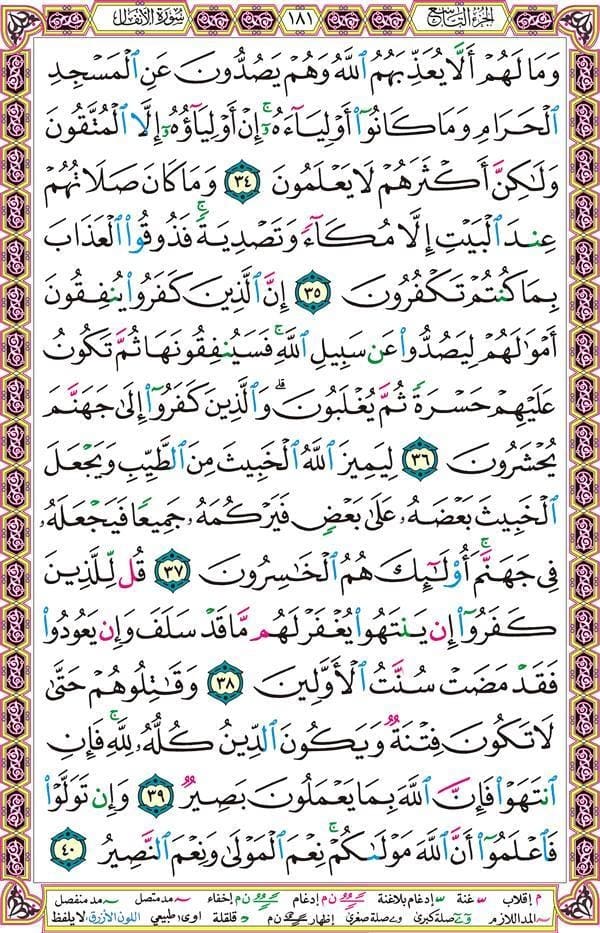 الجزء التاسع ١٨١ سورة الأنفال
وَمَا لَهُمْ أَلَّا يُعَذِّبَهُمُ ٱللَّهُ وَهُمْ يَصُدُّونَ عَنِ ٱلْمَسْجِدِ
ٱلْحَرَامِ وَمَا كَانُوٓا۟ أَوْلِيَآءَهُۥٓ ۚ إِنْ أَوْلِيَآؤُهُۥٓ إِلَّا ٱلْمُتَّقُونَ
وَلَٰكِنَّ أَكْثَرَهُمْ لَا يَعْلَمُونَ ٣٤ وَمَا كَانَ صَلَاتُهُمْ
عِندَ ٱلْبَيْتِ إِلَّا مُكَآءً وَتَصْدِيَةً ۚ فَذُوقُوا۟ ٱلْعَذَابَ
بِمَا كُنتُمْ تَكْفُرُونَ ٣٥ إِنَّ ٱلَّذِينَ كَفَرُوا۟ يُنفِقُونَ
أَمْوَٰلَهُمْ لِيَصُدُّوا۟ عَن سَبِيلِ ٱللَّهِ ۚ فَسَيُنفِقُونَهَا ثُمَّ تَكُونُ
عَلَيْهِمْ حَسْرَةً ثُمَّ يُغْلَبُونَ ۗ وَٱلَّذِينَ كَفَرُوٓا۟ إِلَىٰ جَهَنَّمَ
يُحْشَرُونَ ٣٦ لِيَمِيزَ ٱللَّهُ ٱلْخَبِيثَ مِنَ ٱلطَّيِّبِ وَيَجْعَلَ
ٱلْخَبِيثَ بَعْضَهُۥ عَلَىٰ بَعْضٍ فَيَرْكُمَهُۥ جَمِيعًا فَيَجْعَلَهُۥ
فِى جَهَنَّمَ ۚ أُو۟لَٰٓئِكَ هُمُ ٱلْخَٰسِرُونَ ٣٧ قُل لِّلَّذِينَ
كَفَرُوٓا۟ إِن يَنتَهُوا۟ يُغْفَرْ لَهُم مَّا قَدْ سَلَفَ وَإِن يَعُودُوا۟
فَقَدْ مَضَتْ سُنَّتُ ٱلْأَوَّلِينَ ٣٨ وَقَٰتِلُوهُمْ حَتَّىٰ
لَا تَكُونَ فِتْنَةٌ وَيَكُونَ ٱلدِّينُ كُلُّهُۥ لِلَّهِ ۚ فَإِنِ
ٱنتَهَوْا۟ فَإِنَّ ٱللَّهَ بِمَا يَعْمَلُونَ بَصِيرٌ ٣٩ وَإِن تَوَلَّوْا۟
فَٱعْلَمُوٓا۟ أَنَّ ٱللَّهَ مَوْلَىٰكُمْ ۚ نِعْمَ ٱلْمَوْلَىٰ وَنِعْمَ ٱلنَّصِيرُ ٤٠
م إقلاب غنة إدغام بلاغنة ن م إدغام ن م إخفاء مد متصل مد منفصل
المد اللازم صلة كبرى صلة صغرى إظهار ن م قلقلة اوى طبيعي اللون الأزرق لا يلفظ